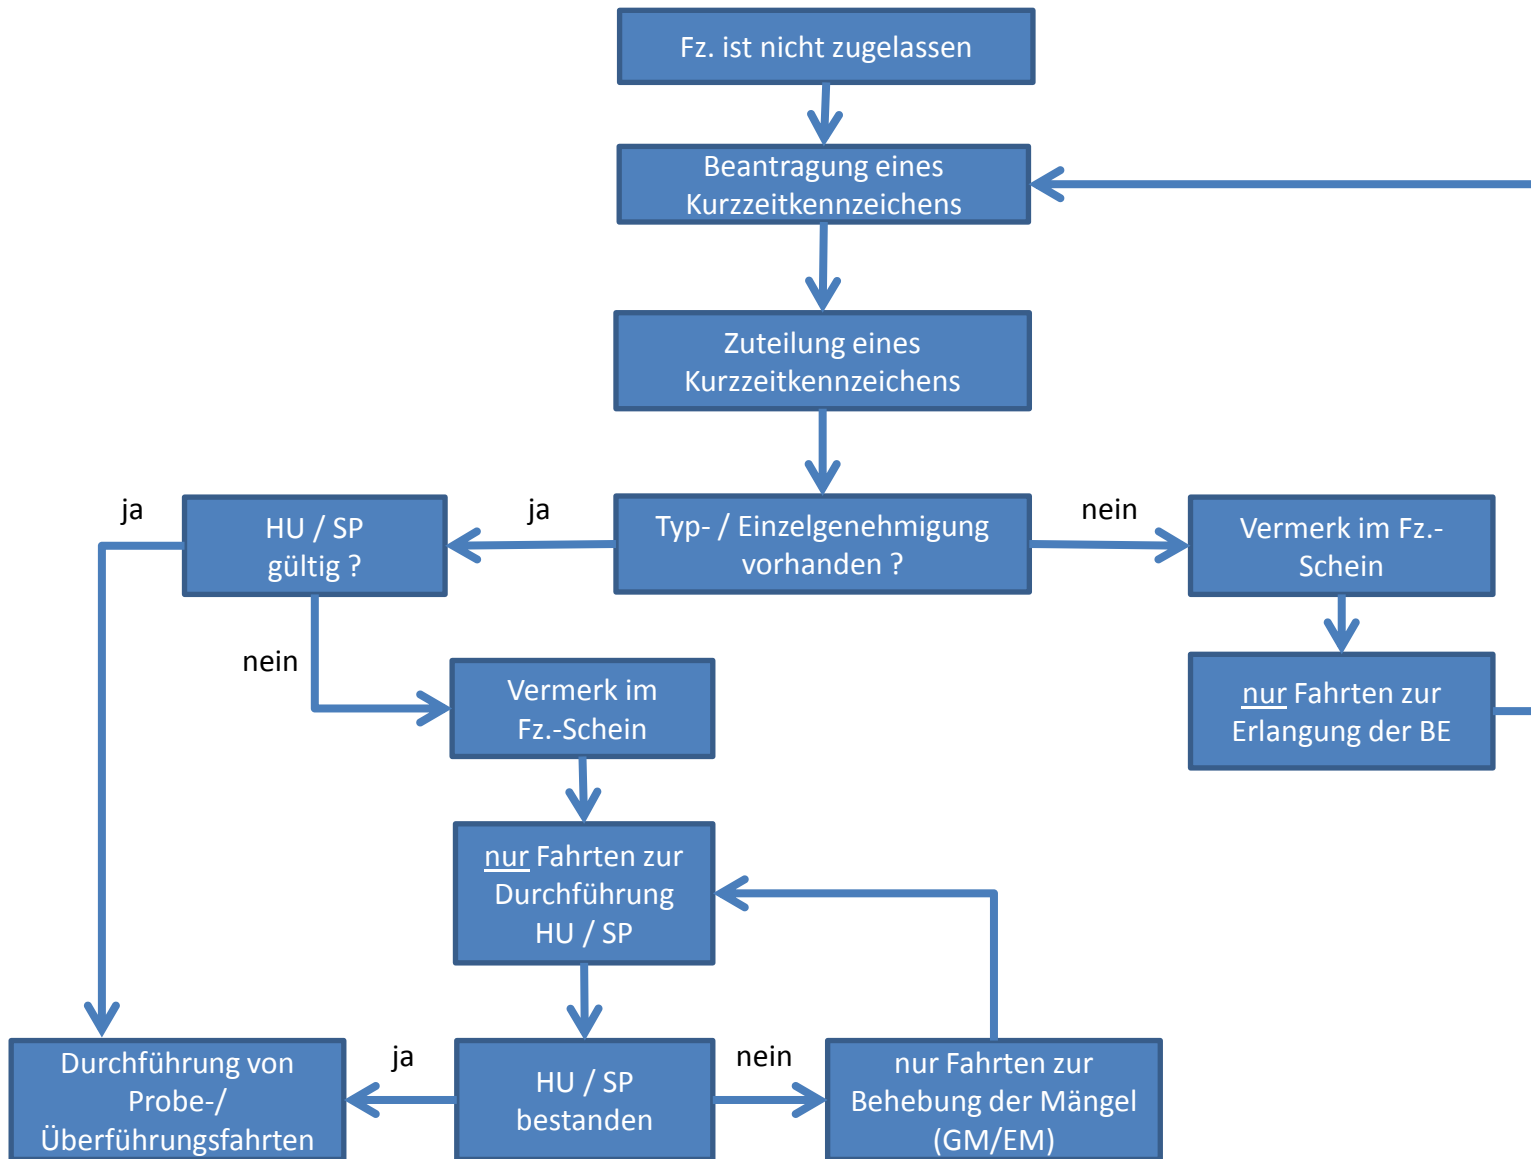 Fz. ist nicht zugelassen
Beantragung eines
Kurzzeitkennzeichens
Zuteilung eines
Kurzzeitkennzeichens
ja
HU / SP
gültig ?
ja
Typ- / Einzelgenehmigung
vorhanden ?
nein
Vermerk im Fz.-
Schein
nein
Vermerk im
Fz.-Schein
nur Fahrten zur
Erlangung der BE
nur Fahrten zur
Durchführung
HU / SP
Durchführung von
Probe-/
Überführungsfahrten
ja
HU / SP
bestanden
nein
nur Fahrten zur
Behebung der Mängel
(GM/EM)